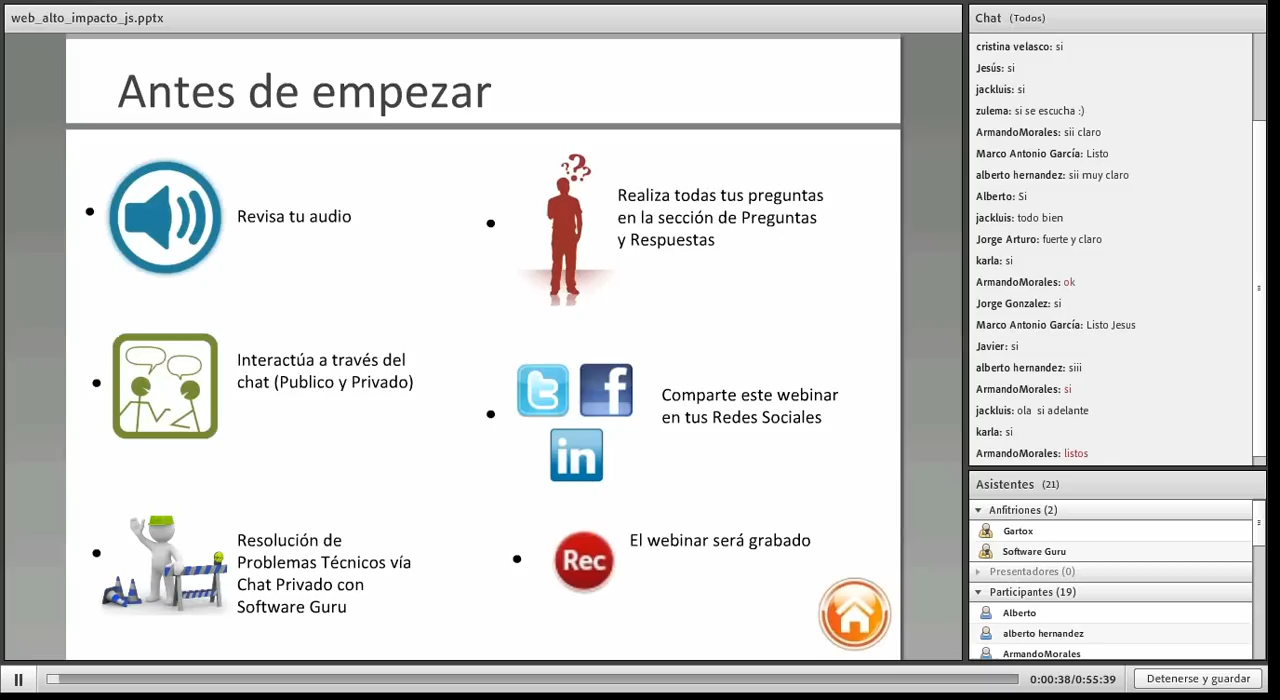 web_alto_impacto_js.pptx
Antes de empezar
Revisa tu audio
Realiza todas tus preguntas
en la sección de Preguntas
y Respuestas
Interactúa a través del
chat (Publico y Privado)
Comparte este webinar
en tus Redes Sociales
in
Resolución de
Problemas Técnicos vía
Chat Privado con
Software Guru
Rec
El webinar será grabado
Chat (Todos)
cristina velasco: si
Jesús: si
jackluis: si
zulema: si se escucha :)
ArmandoMorales: sii claro
Marco Antonio García: Listo
alberto hernandez: sii muy claro
Alberto: Si
jackluis: todo bien
Jorge Arturo: fuerte y claro
karla: si
ArmandoMorales: ok
Jorge Gonzalez: si
Marco Antonio García: Listo Jesus
Javier: si
alberto hernandez: siii
ArmandoMorales: si
jackluis: ola si adelante
karla: si
ArmandoMorales: listos
Asistentes (21)
Anfitriones (2)
Gartox
Software Guru
Presentadores (0)
Participantes (19)
Alberto
alberto hernandez
ArmandoMorales
0:00:38/0:55:39
Detenerse y guardar